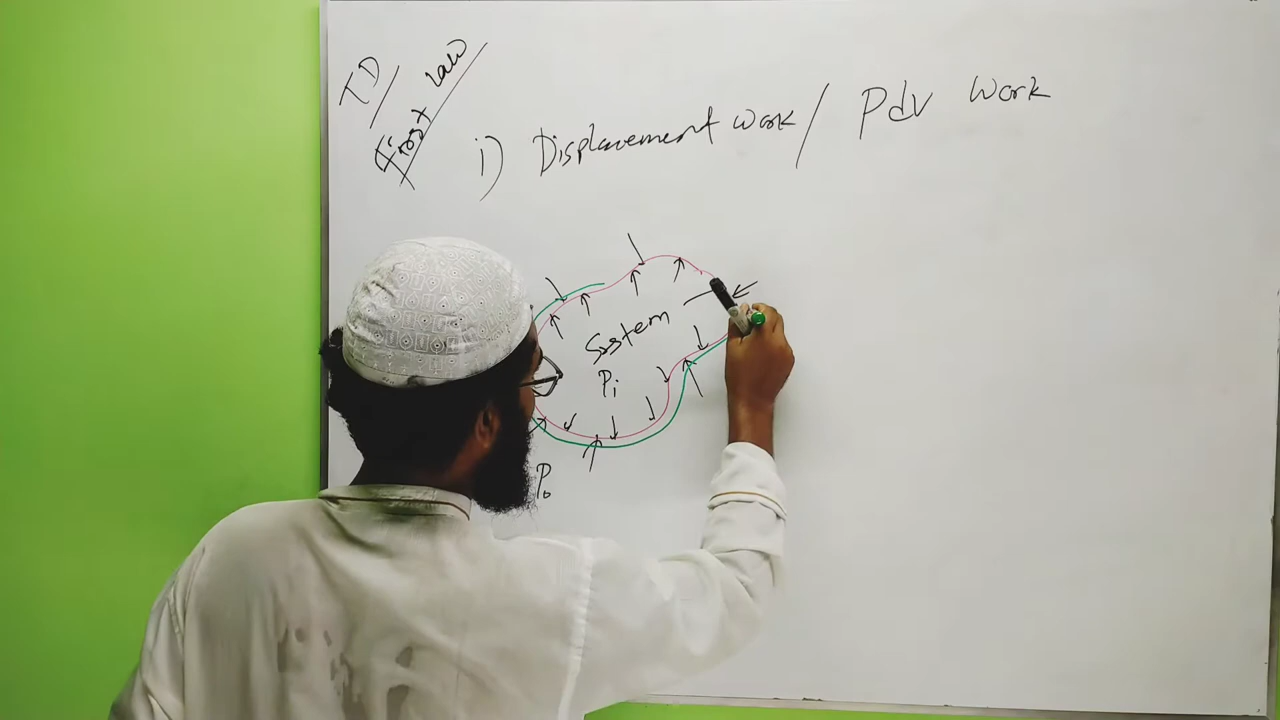 TD
First law
i) Displacement work / Pdv work
System
Pi
Po